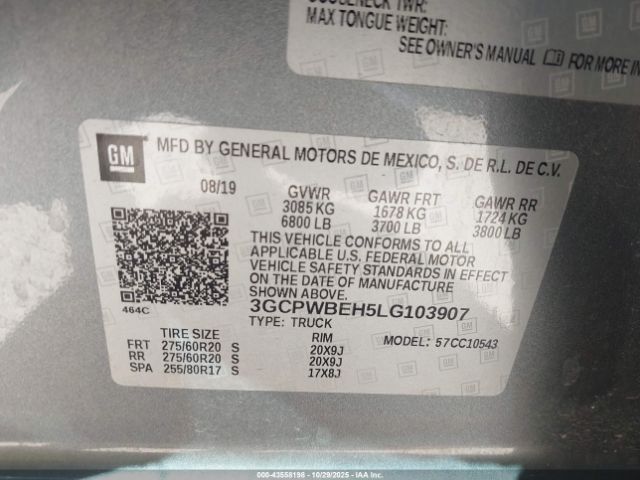 MAX TONGUE WEIGHT:
SEE OWNER'S MANUAL FOR MORE IN
GM
MFD BY GENERAL MOTORS DE MEXICO, S. DE R.L. DE C.V.
08/19 GVWR GAWR FRT GAWR RR
3085 KG 1678 KG 1724 KG
6800 LB 3700 LB 3800 LB
THIS VEHICLE CONFORMS TO ALL
APPLICABLE U.S. FEDERAL MOTOR
VEHICLE SAFETY STANDARDS IN EFFECT
ON THE DATE OF MANUFACTURE
SHOWN ABOVE.
464C
3GCPWBEH5LG103907
TYPE: TRUCK MODEL: 57CC10543
TIRE SIZE RIM
FRT 275/60R20 S 20X9J
RR 275/60R20 S 20X9J
SPA 255/80R17 S 17X8J
000-43558198 - 10/29/2025 - IAA Inc.